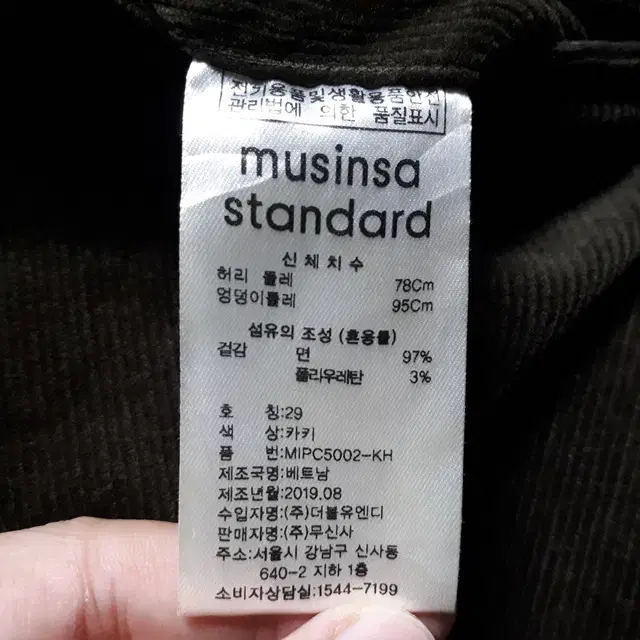 전기용품및생활용품안전
관리법에 의한 품질표시
musinsa
standard
신체치수
허리 둘레 78Cm
엉덩이둘레 95Cm
섬유의 조성 (혼용률)
겉감 면 97%
폴리우레탄 3%
호 칭:29
색 상:카키
품 번:MIPC5002-KH
제조국명:베트남
제조년월:2019.08
수입자명:(주)더블유엔디
판매자명:(주)무신사
주소:서울시 강남구 신사동
640-2 지하 1층
소비자상담실:1544-7199